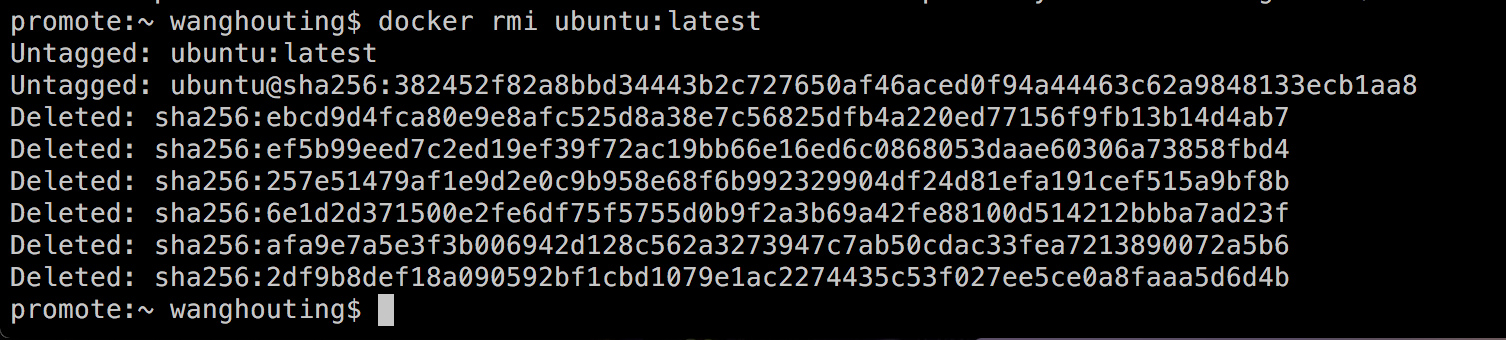 promote:~ wanghouting$ docker rmi ubuntu:latest
Untagged: ubuntu:latest
Untagged: ubuntu@sha256:382452f82a8bbd34443b2c727650af46aced0f94a44463c62a9848133ecb1aa8
Deleted: sha256:ebcd9d4fca80e9e8afc525d8a38e7c56825dfb4a220ed77156f9fb13b14d4ab7
Deleted: sha256:ef5b99eed7c2ed19ef39f72ac19bb66e16ed6c0868053daae60306a73858fbd4
Deleted: sha256:257e51479af1e9d2e0c9b958e68f6b992329904df24d81efa191cef515a9bf8b
Deleted: sha256:6e1d2d371500e2fe6df75f5755d0b9f2a3b69a42fe88100d514212bbba7ad23f
Deleted: sha256:afa9e7a5e3f3b006942d128c562a3273947c7ab50cdac33fea7213890072a5b6
Deleted: sha256:2df9b8def18a090592bf1cbd1079e1ac2274435c53f027ee5ce0a8faaa5d6d4b
promote:~ wanghouting$